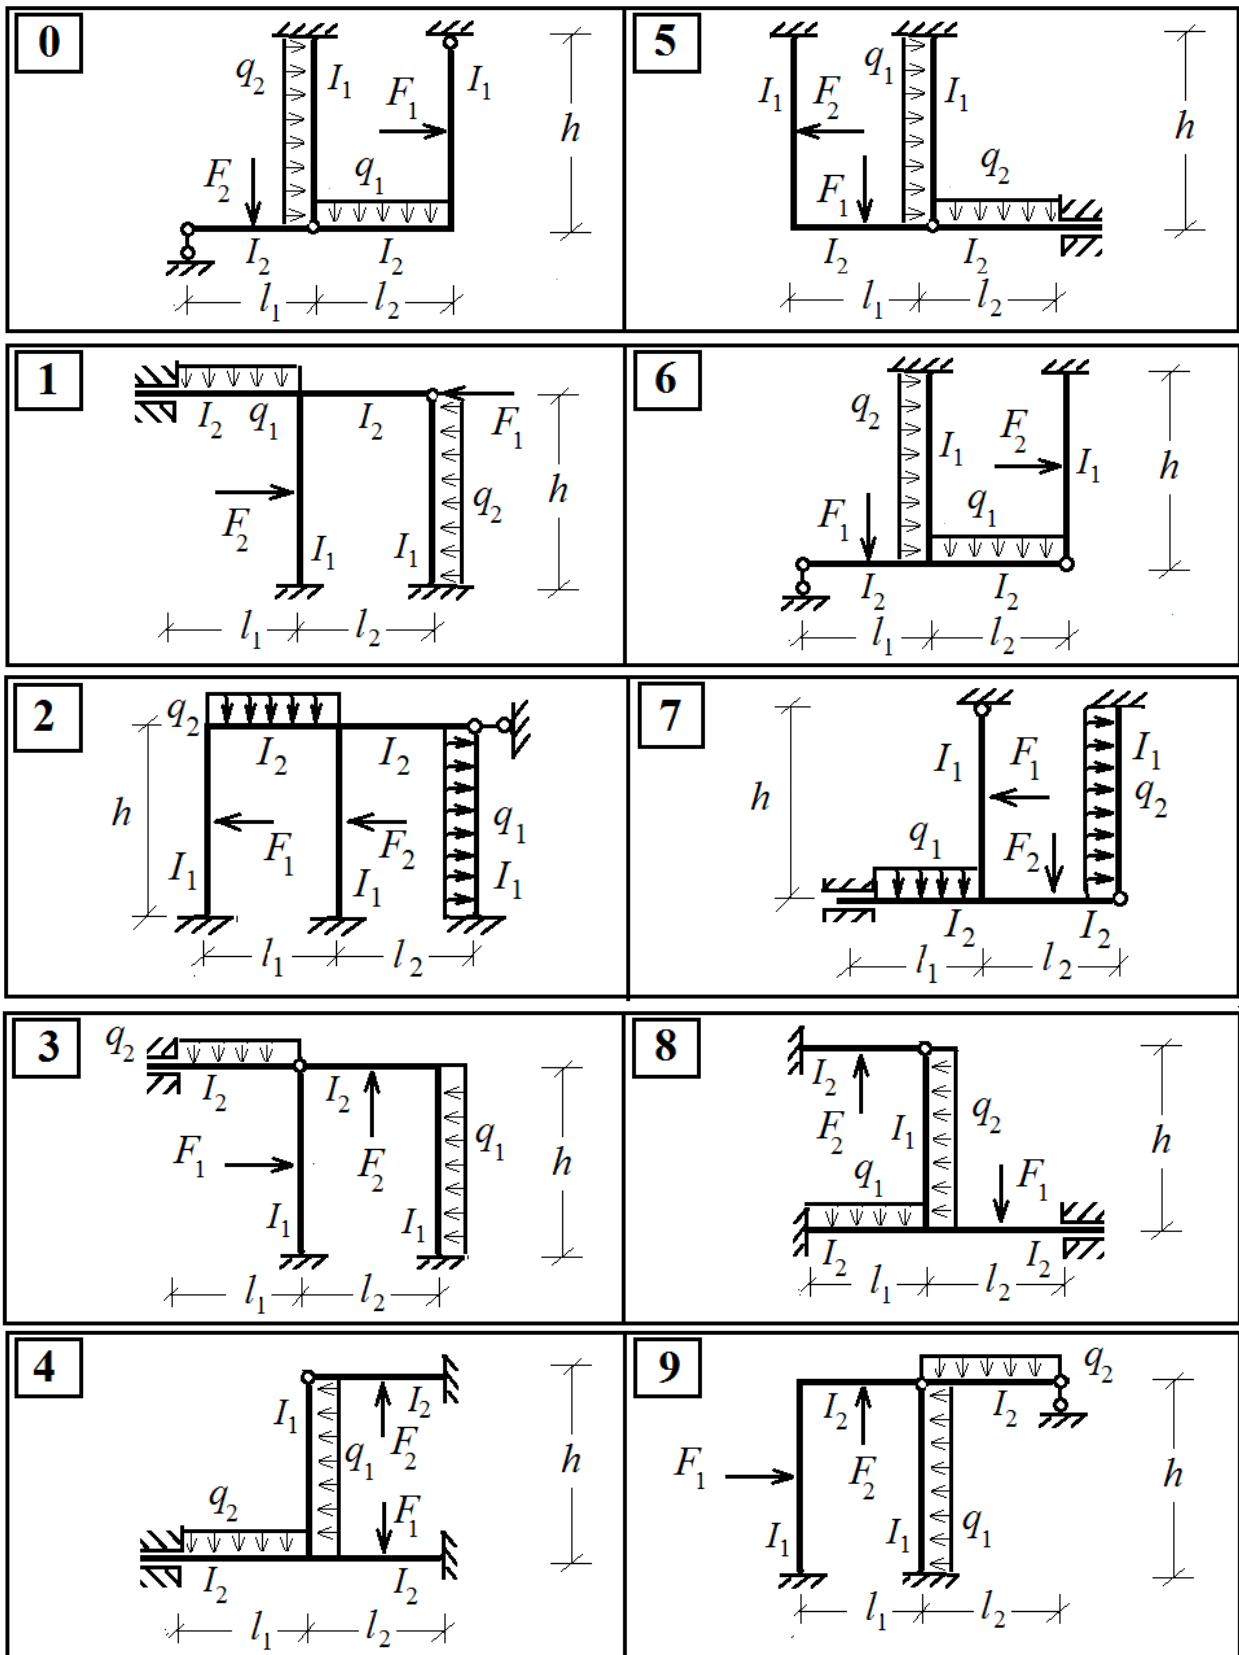 0
q₂ I₁ F₁ I₁ h
F₂ q₁
I₂ I₂
l₁ l₂
5
I₁ F₂ q₁ I₁ h
F₁ q₂
I₂ I₂
l₁ l₂
1
I₂ q₁ I₂ F₁
F₂ q₂ h
I₁ I₁
l₁ l₂
6
q₂ I₁ F₂ I₁ h
F₁ q₁
I₂ I₂
l₁ l₂
2
q₂ I₂ I₂
h F₁ F₂ q₁
I₁ I₁ I₁
l₁ l₂
7
h I₁ F₁ I₁ q₂
q₁ F₂
I₂ I₂
l₁ l₂
3
q₂
I₂ I₂
F₁ F₂ q₁ h
I₁ I₁
l₁ l₂
8
I₂ F₂ I₁ q₂ h
q₁ F₁
I₂ I₂
l₁ l₂
4
I₁ I₂
q₁ F₂ h
q₂ F₁
I₂ I₂
l₁ l₂
9
q₂
I₂ I₂
F₁ F₂ h
I₁ I₁ q₁
l₁ l₂